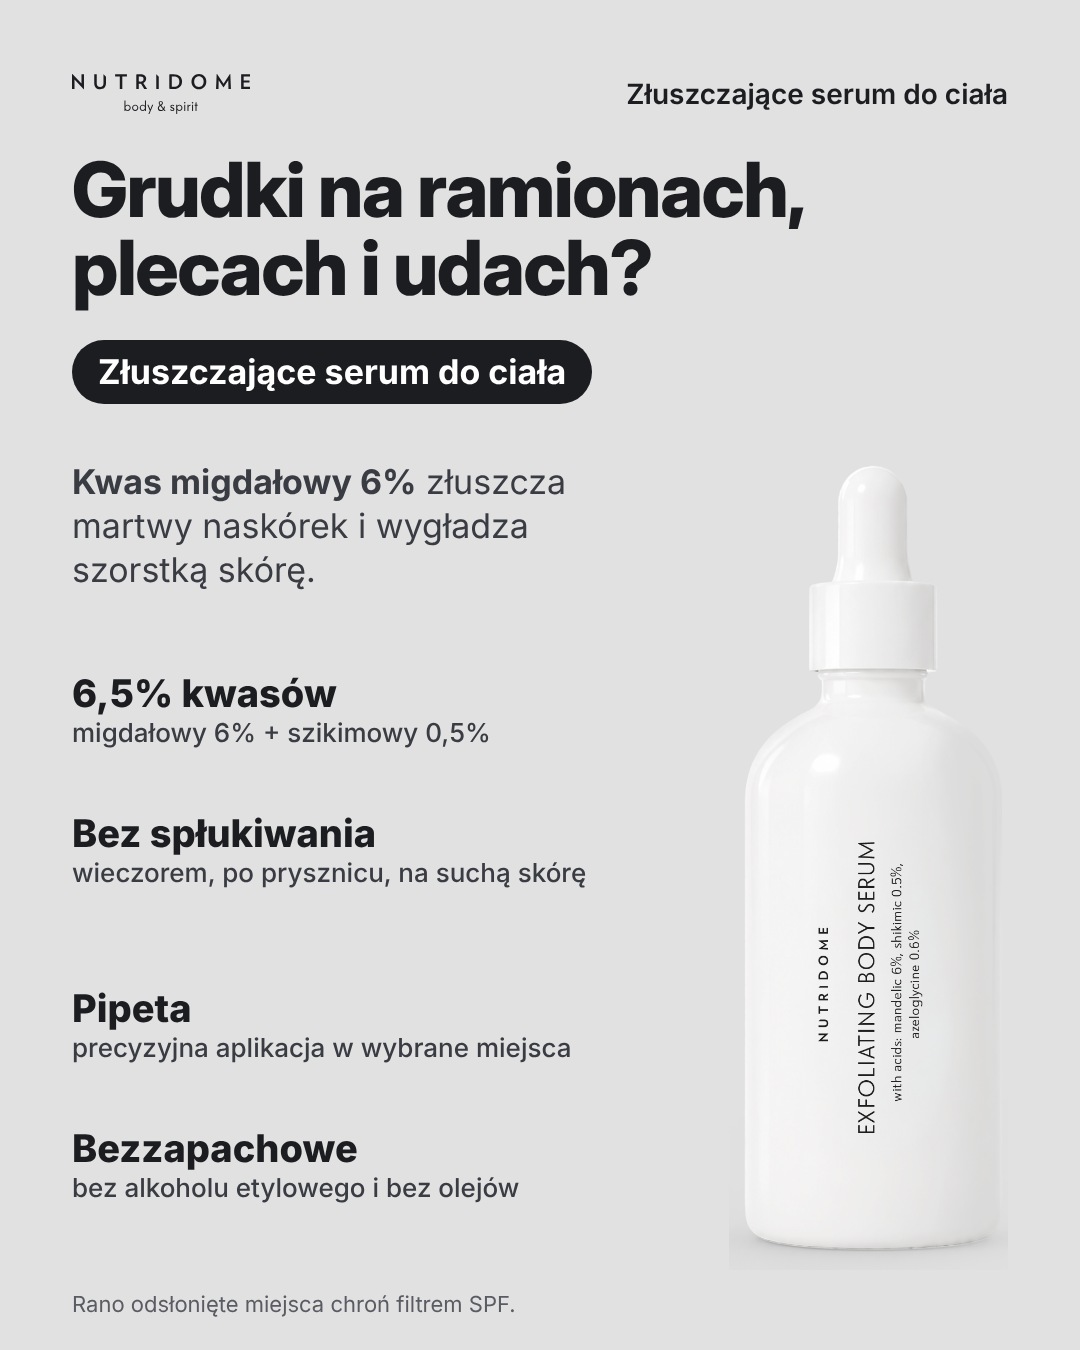 NUTRIDOME
body & spirit
Złuszczające serum do ciała
Grudki na ramionach,
plecach i udach?
Złuszczające serum do ciała
Kwas migdałowy 6% złuszcza
martwy naskórek i wygładza
szorstką skórę.
6,5% kwasów
migdałowy 6% + szikimowy 0,5%
Bez spłukiwania
wieczorem, po prysznicu, na suchą skórę
Pipeta
precyzyjna aplikacja w wybrane miejsca
Bezzapachowe
bez alkoholu etylowego i bez olejów
NUTRIDOME
EXFOLIATING BODY SERUM
with acids: mandelic 6%, shikimic 0.5%,
azeloglycine 0.6%
Rano odsłonięte miejsca chroń filtrem SPF.